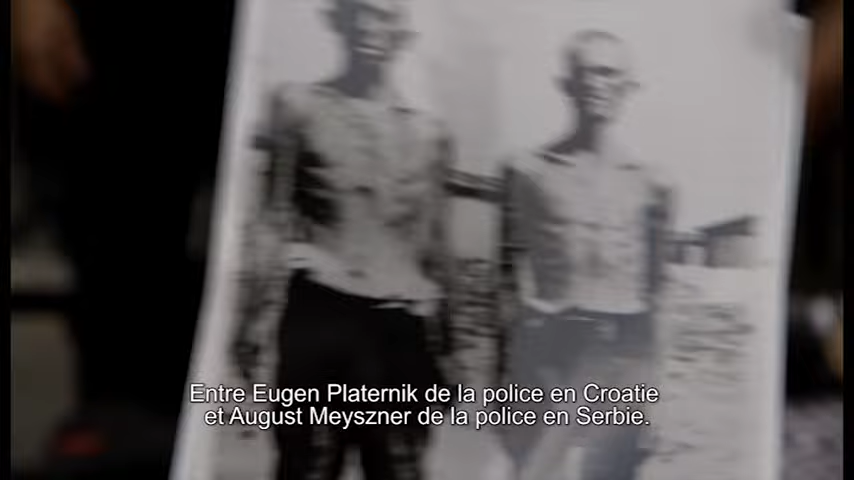 Entre Eugen Platernik de la police en Croatie
et August Meyszner de la police en Serbie.